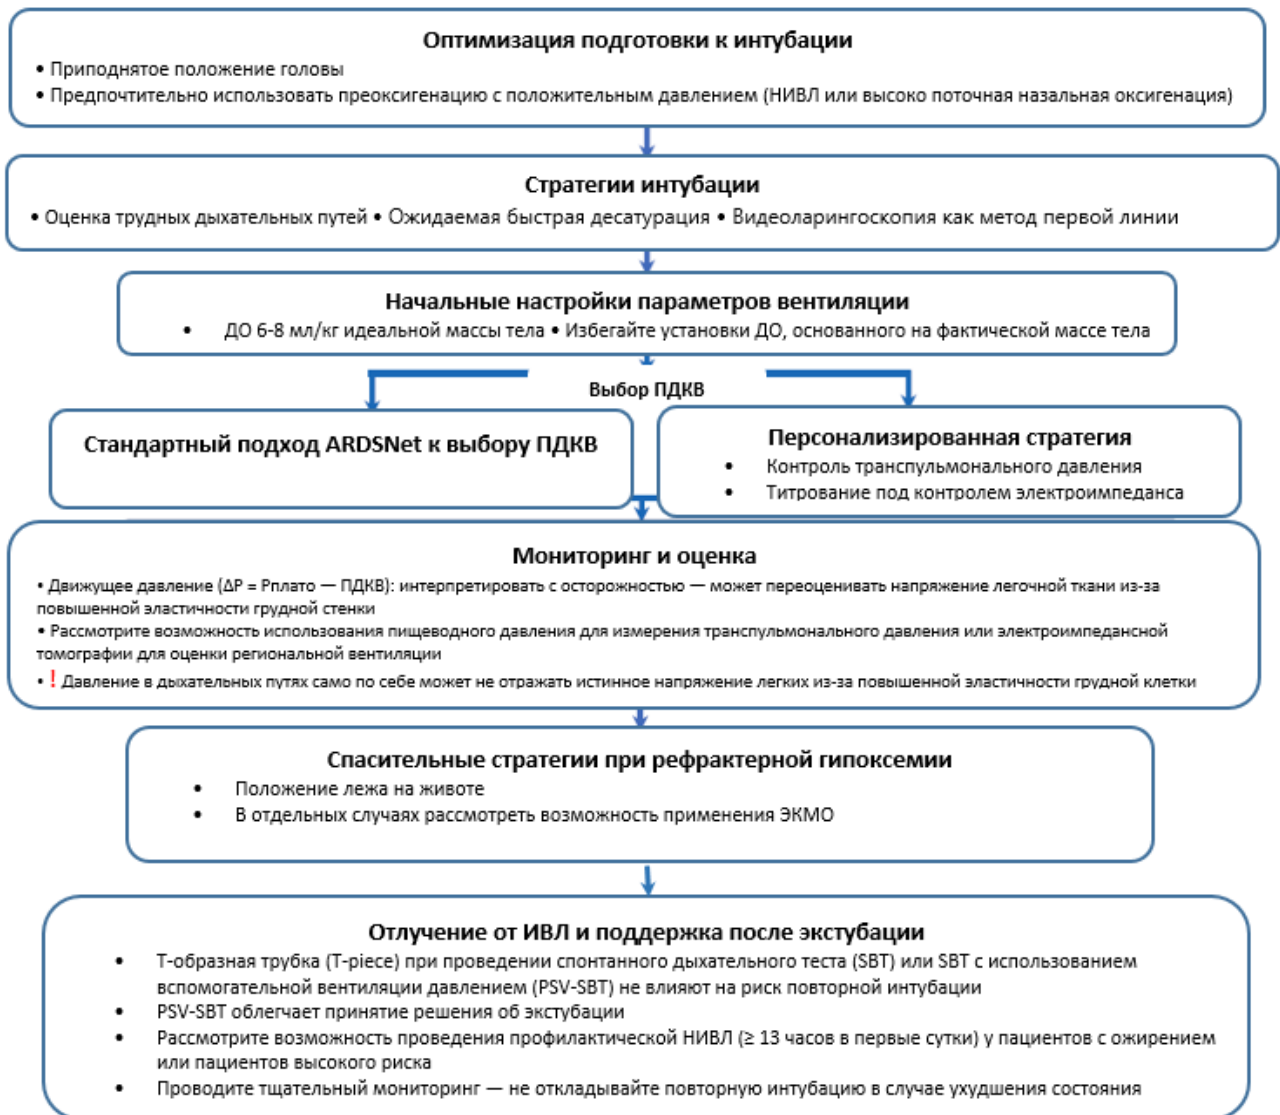 Оптимизация подготовки к интубации
• Приподнятое положение головы
• Предпочтительно использовать преоксигенацию с положительным давлением (НИВЛ или высоко поточная назальная оксигенация)
Стратегии интубации
• Оценка трудных дыхательных путей • Ожидаемая быстрая десатурация • Видеоларингоскопия как метод первой линии
Начальные настройки параметров вентиляции
• ДО 6-8 мл/кг идеальной массы тела • Избегайте установки ДО, основанного на фактической массе тела
Выбор ПДКВ
Стандартный подход ARDSNet к выбору ПДКВ
Персонализированная стратегия
• Контроль транспульмонального давления
• Титрование под контролем электроимпеданса
Мониторинг и оценка
• Движущее давление (ΔP = Pплато — ПДКВ): интерпретировать с осторожностью — может переоценивать напряжение легочной ткани из-за
повышенной эластичности грудной стенки
• Рассмотрите возможность использования пищеводного давления для измерения транспульмонального давления или электроимпедансной
томографии для оценки региональной вентиляции
• ! Давление в дыхательных путях само по себе может не отражать истинное напряжение легких из-за повышенной эластичности грудной клетки
Спасительные стратегии при рефрактерной гипоксемии
• Положение лежа на животе
• В отдельных случаях рассмотреть возможность применения ЭКМО
Отлучение от ИВЛ и поддержка после экстубации
• Т-образная трубка (T-piece) при проведении спонтанного дыхательного теста (SBT) или SBT с использованием
вспомогательной вентиляции давлением (PSV-SBT) не влияют на риск повторной интубации
• PSV-SBT облегчает принятие решения об экстубации
• Рассмотрите возможность проведения профилактической НИВЛ (≥ 13 часов в первые сутки) у пациентов с ожирением
или пациентов высокого риска
• Проводите тщательный мониторинг — не откладывайте повторную интубацию в случае ухудшения состояния